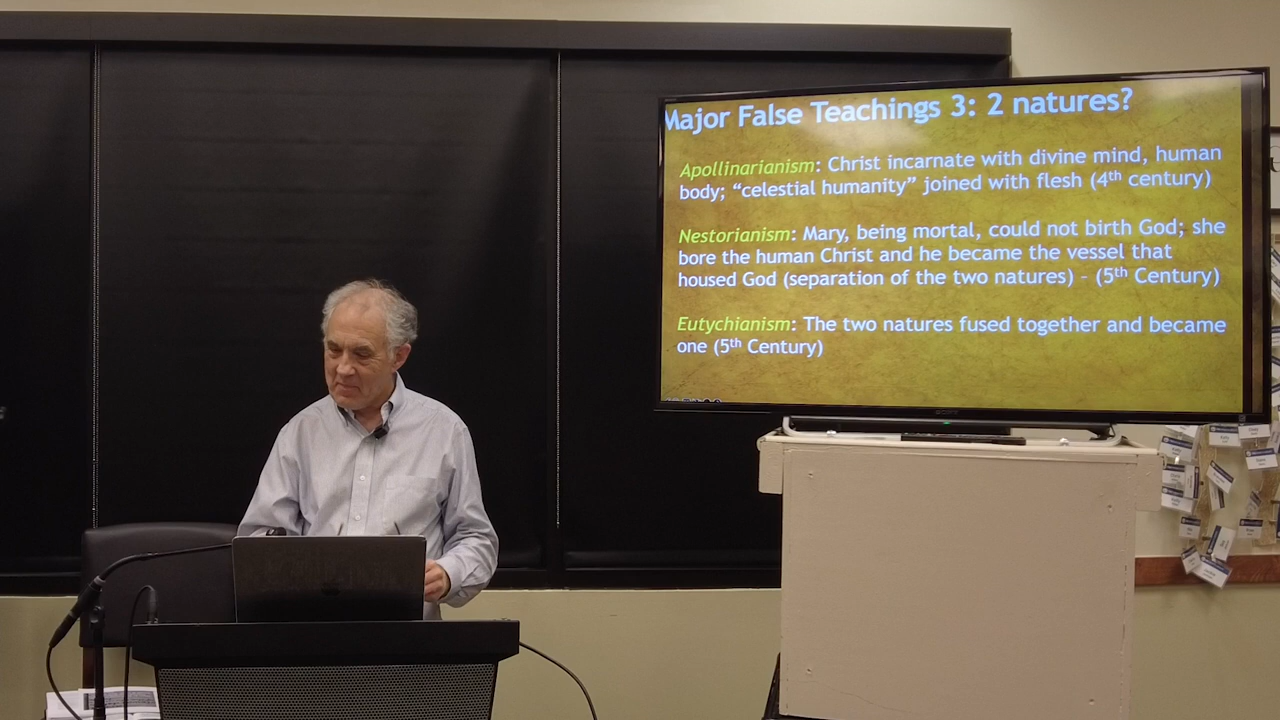 Major False Teachings 3: 2 natures?
Apollinarianism: Christ incarnate with divine mind, human
body; “celestial humanity” joined with flesh (4th century)
Nestorianism: Mary, being mortal, could not birth God; she
bore the human Christ and he became the vessel that
housed God (separation of the two natures) – (5th Century)
Eutychianism: The two natures fused together and became
one (5th Century)
SONY